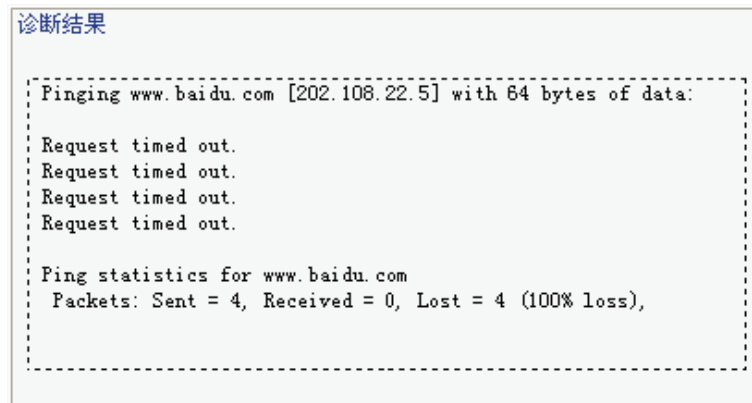 诊断结果
Pinging www.baidu.com [202.108.22.5] with 64 bytes of data:
Request timed out.
Request timed out.
Request timed out.
Request timed out.
Ping statistics for www.baidu.com
Packets: Sent = 4, Received = 0, Lost = 4 (100% loss),